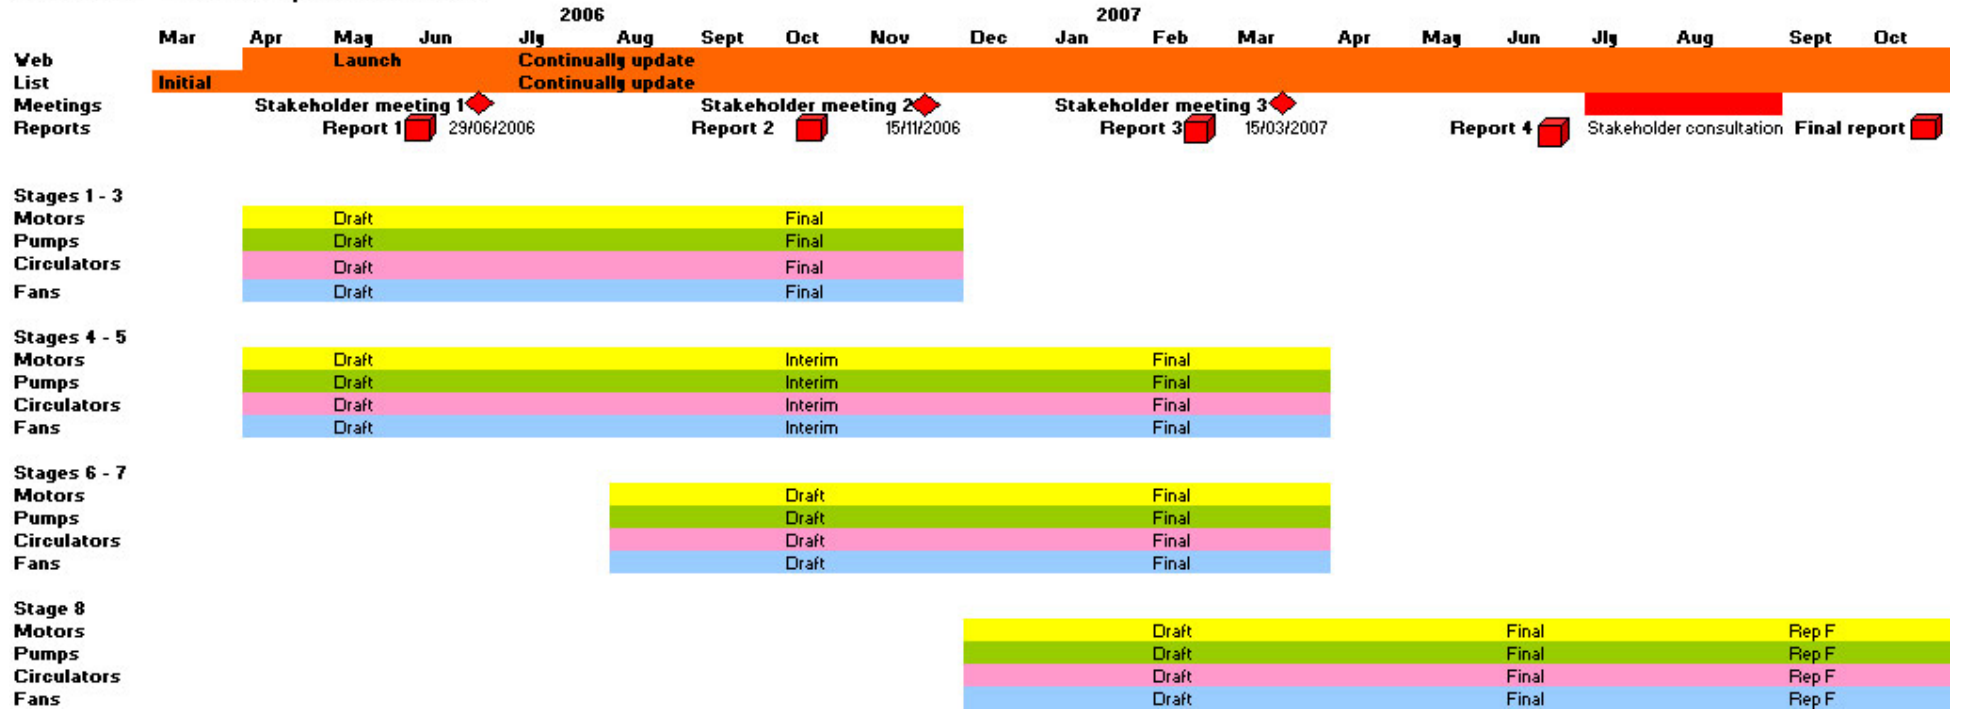 2006 2007
Mar Apr May Jun Jly Aug Sept Oct Nov Dec Jan Feb Mar Apr May Jun Jly Aug Sept Oct
Web Launch Continually update
List Initial Continually update
Meetings Stakeholder meeting 1 Stakeholder meeting 2 Stakeholder meeting 3
Reports Report 1 29/06/2006 Report 2 15/11/2006 Report 3 15/03/2007 Report 4 Stakeholder consultation Final report
Stages 1 - 3
Motors Draft Final
Pumps Draft Final
Circulators Draft Final
Fans Draft Final
Stages 4 - 5
Motors Draft Interim Final
Pumps Draft Interim Final
Circulators Draft Interim Final
Fans Draft Interim Final
Stages 6 - 7
Motors Draft Final
Pumps Draft Final
Circulators Draft Final
Fans Draft Final
Stage 8
Motors Draft Final Rep F
Pumps Draft Final Rep F
Circulators Draft Final Rep F
Fans Draft Final Rep F